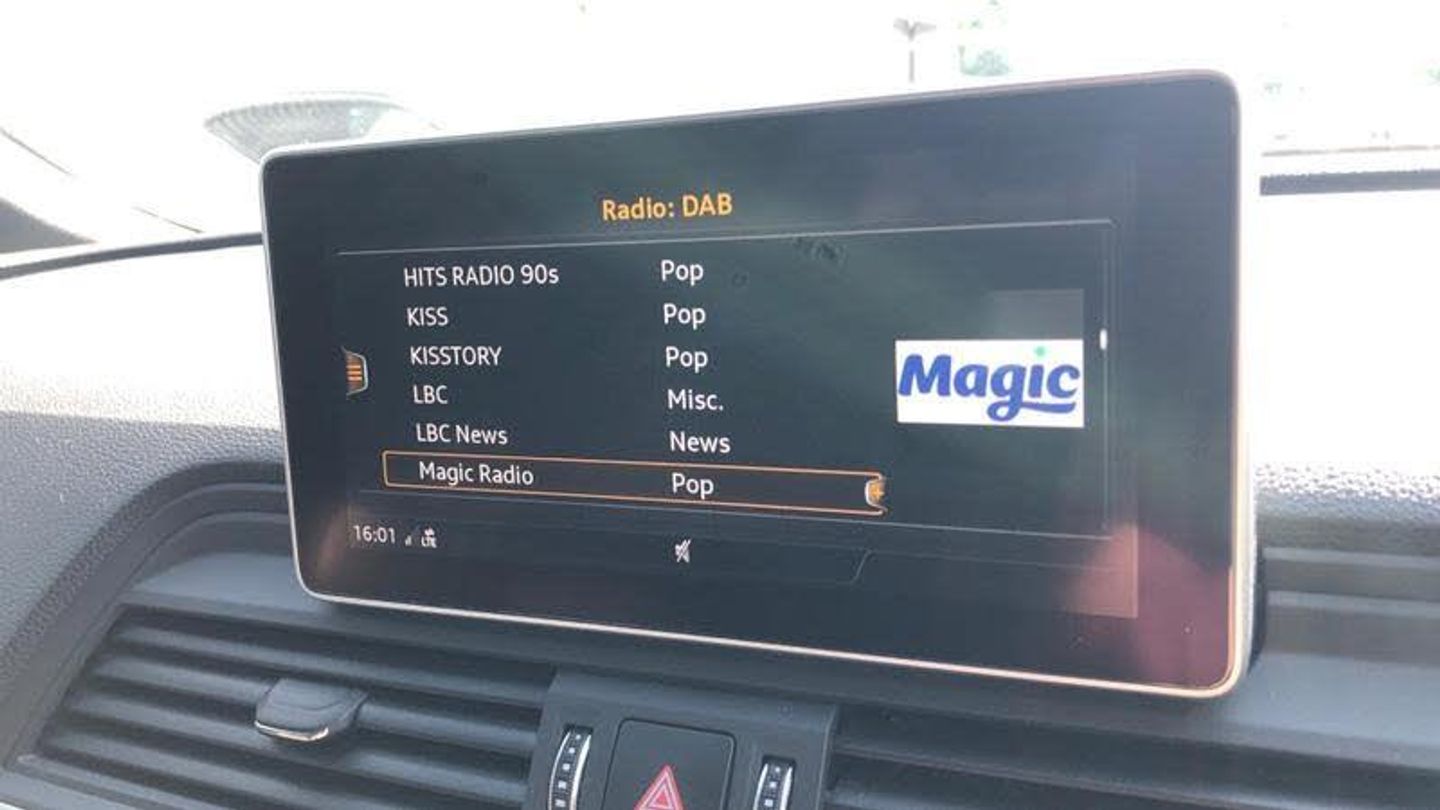 Radio: DAB
HITS RADIO 90s Pop
KISS Pop
KISSTORY Pop
LBC Misc.
LBC News News
Magic Radio Pop
Magic
16:01 LTE